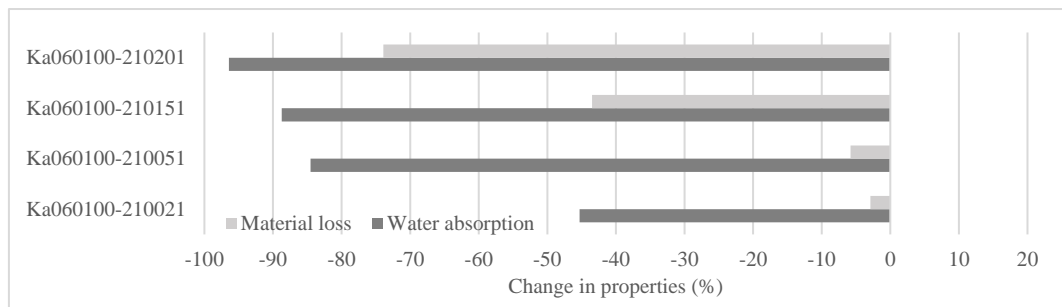 Ka060100-210201
Ka060100-210151
Ka060100-210051
Ka060100-210021
Material loss Water absorption
-100 -90 -80 -70 -60 -50 -40 -30 -20 -10 0 10 20
Change in properties (%)